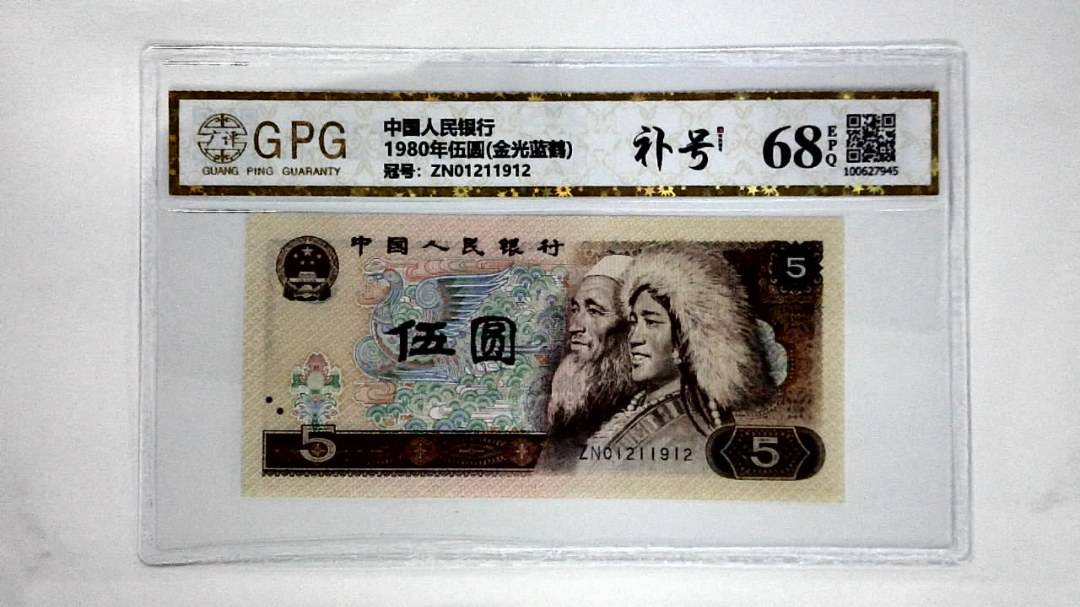 广评
GPG
GUANG PING GUARANTY
中国人民银行
1980年伍圆(金光蓝鹤)
冠号：ZN01211912
补号
68
EPQ
100627945
中国人民银行
5
伍圆
5
ZN01211912
5